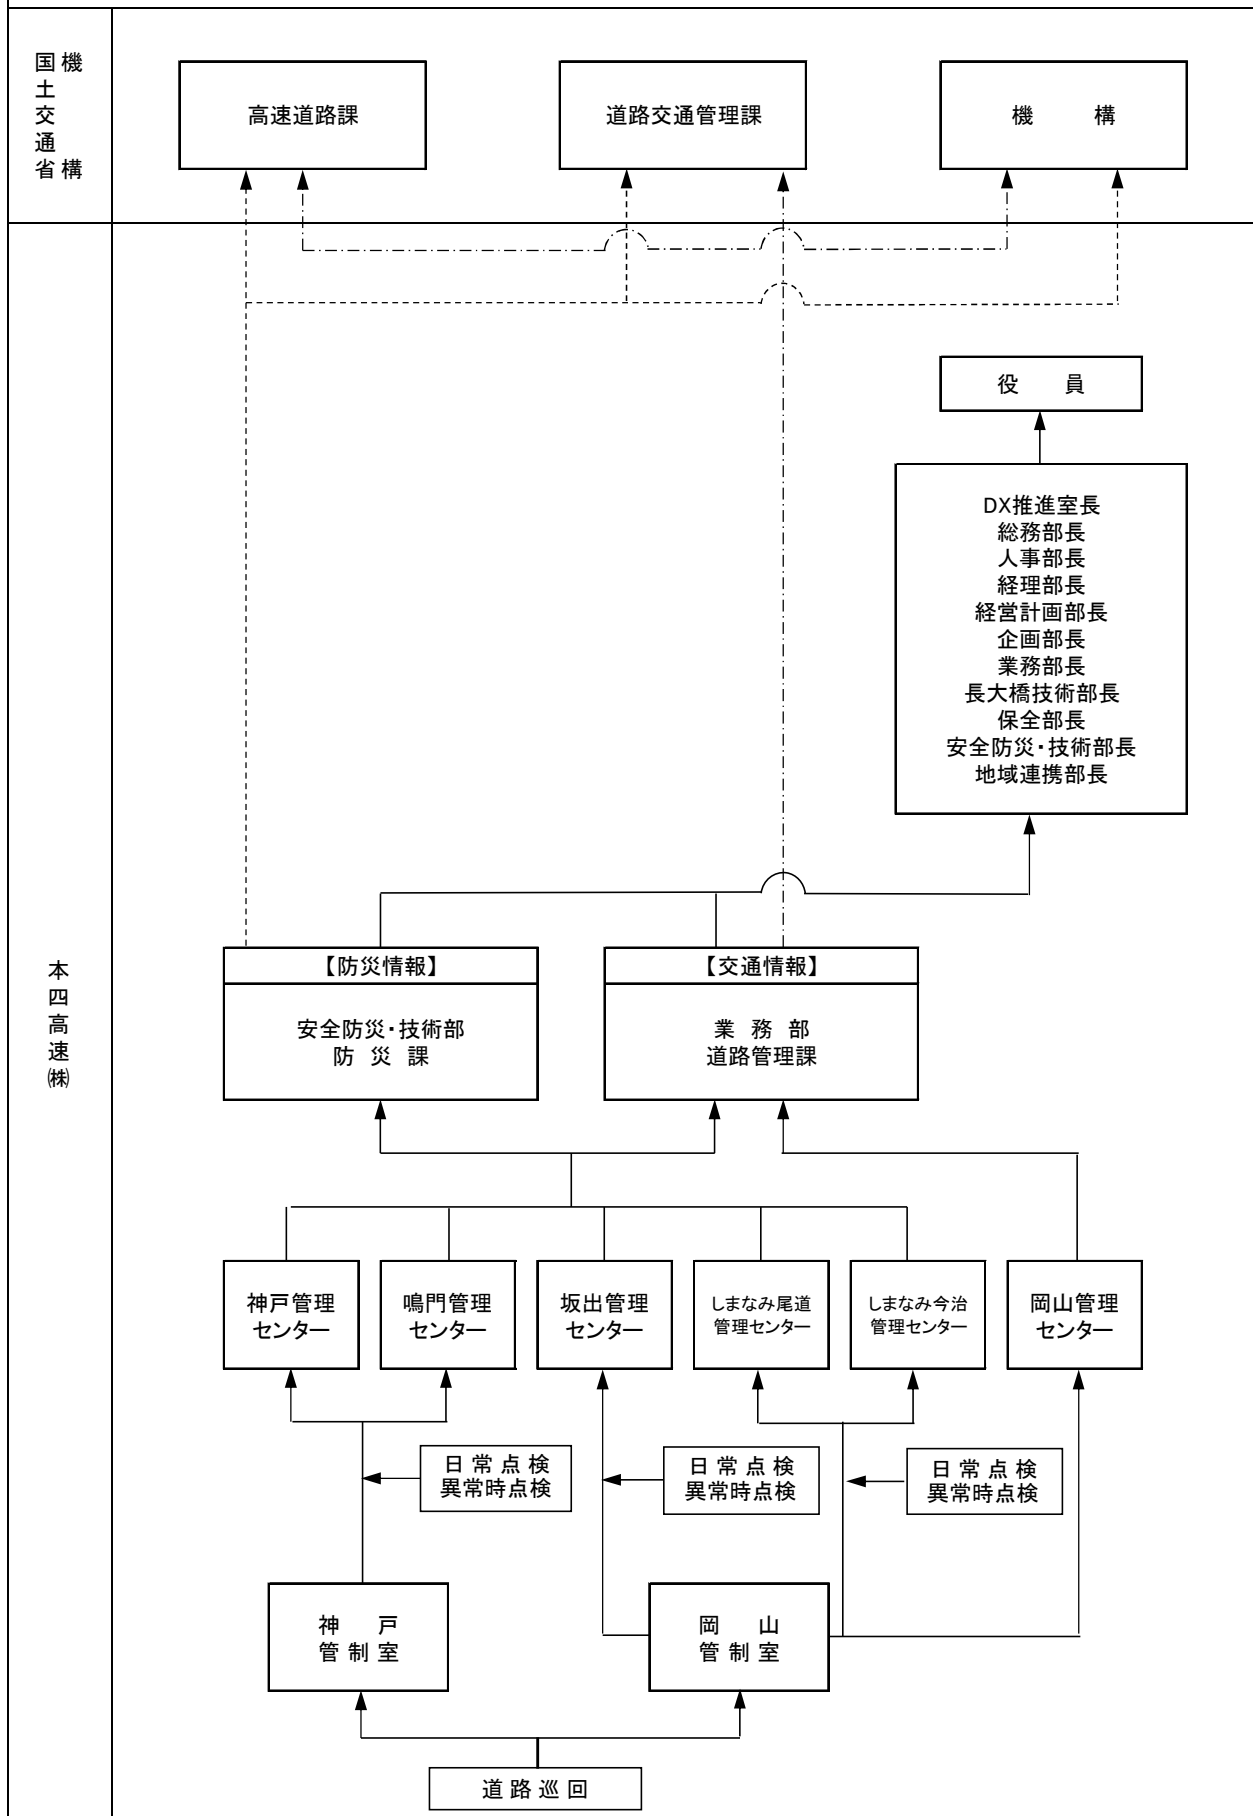 国土交通省
機構
高速道路課
道路交通管理課
機構
役員
DX推進室長
総務部長
人事部長
経理部長
経営計画部長
企画部長
業務部長
長大橋技術部長
保全部長
安全防災・技術部長
地域連携部長
本四高速㈱
【防災情報】
安全防災・技術部
防災課
【交通情報】
業務部
道路管理課
神戸管理
センター
鳴門管理
センター
坂出管理
センター
しまなみ尾道
管理センター
しまなみ今治
管理センター
岡山管理
センター
日常点検
異常時点検
日常点検
異常時点検
日常点検
異常時点検
神戸
管制室
岡山
管制室
道路巡回